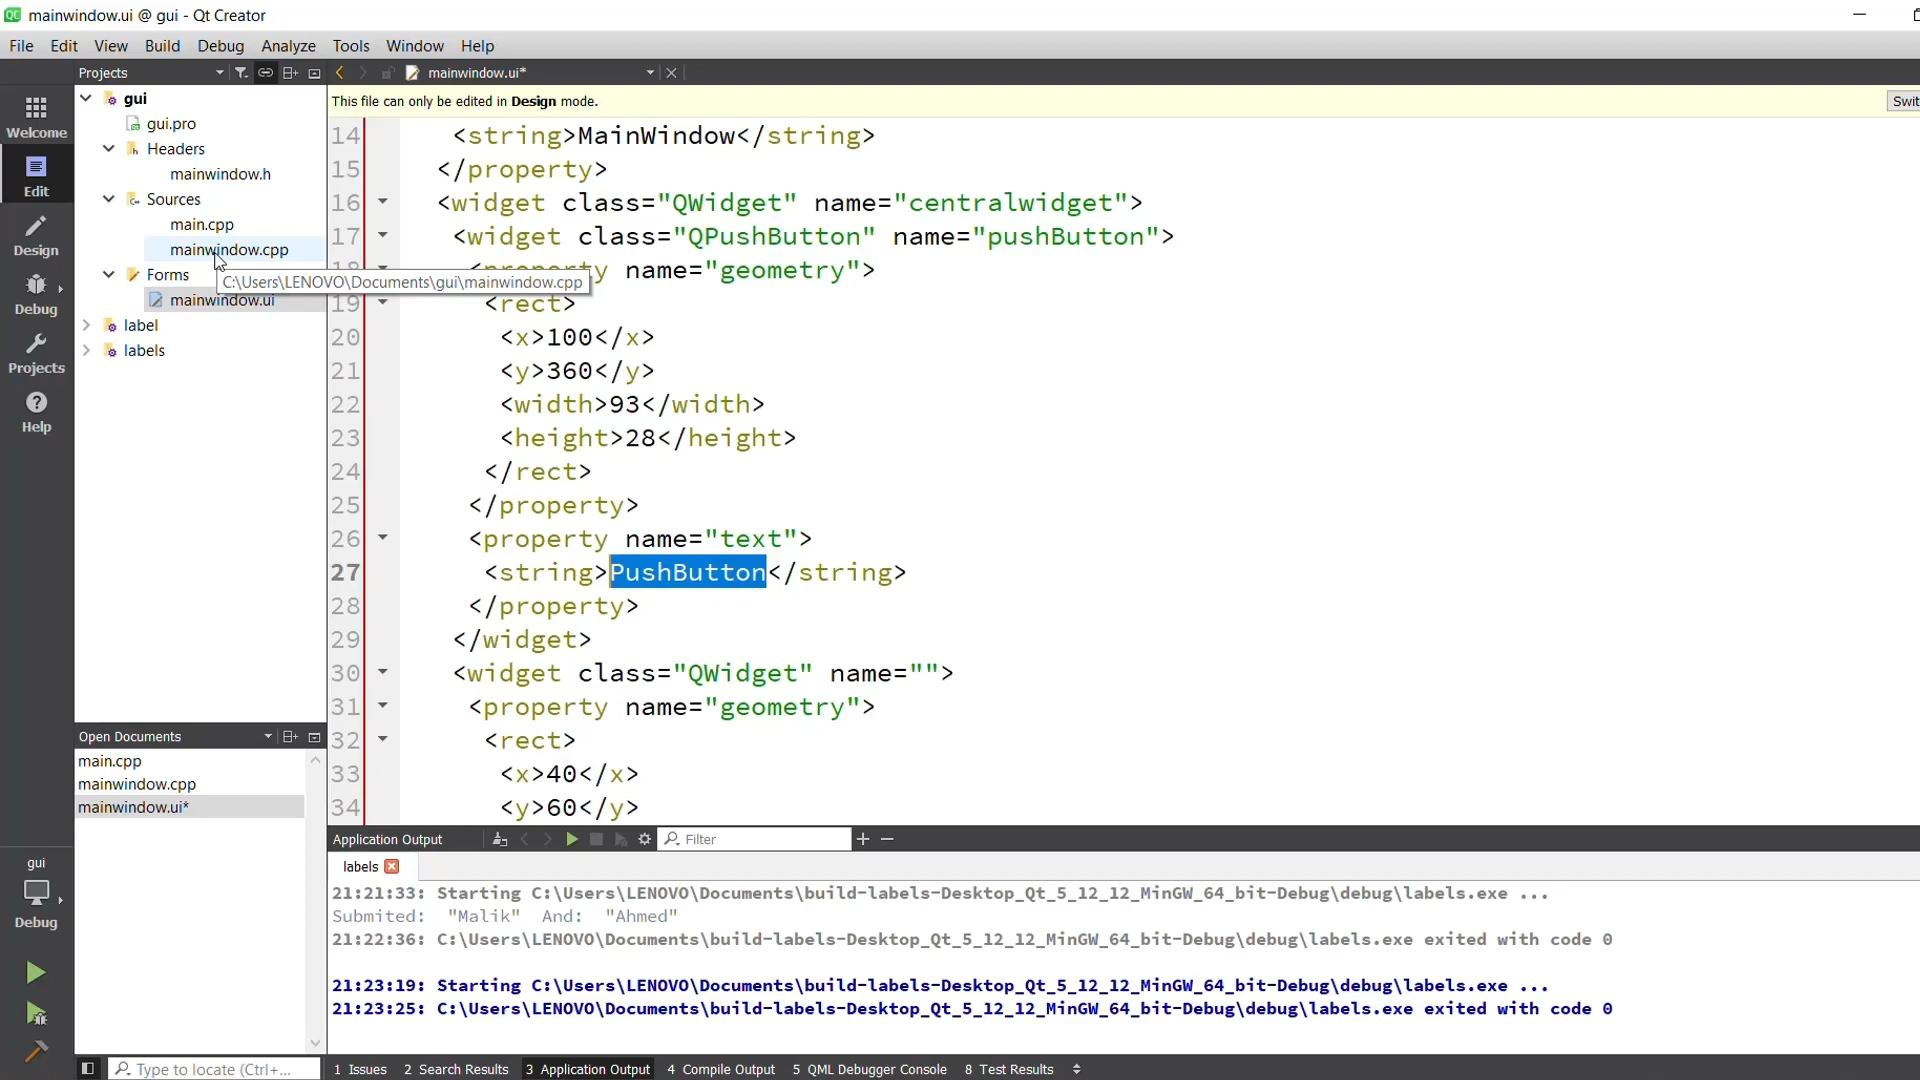 mainwindow.ui @ gui - Qt Creator
File Edit View Build Debug Analyze Tools Window Help
Projects
mainwindow.ui*
Welcome
Edit
Design
Debug
Projects
Help
gui
gui.pro
Headers
mainwindow.h
Sources
main.cpp
mainwindow.cpp
Forms
mainwindow.ui
label
labels
C:\Users\LENOVO\Documents\gui\mainwindow.cpp
This file can only be edited in Design mode.
Swit
14 <string>MainWindow</string>
15 </property>
16 <widget class="QWidget" name="centralwidget">
17 <widget class="QPushButton" name="pushButton">
18 <property name="geometry">
19 <rect>
20 <x>100</x>
21 <y>360</y>
22 <width>93</width>
23 <height>28</height>
24 </rect>
25 </property>
26 <property name="text">
27 <string>PushButton</string>
28 </property>
29 </widget>
30 <widget class="QWidget" name="">
31 <property name="geometry">
32 <rect>
33 <x>40</x>
34 <y>60</y>
Open Documents
main.cpp
mainwindow.cpp
mainwindow.ui*
gui
Debug
Application Output
Filter
labels
21:21:33: Starting C:\Users\LENOVO\Documents\build-labels-Desktop_Qt_5_12_12_MinGW_64_bit-Debug\debug\labels.exe ...
Submited: "Malik" And: "Ahmed"
21:22:36: C:\Users\LENOVO\Documents\build-labels-Desktop_Qt_5_12_12_MinGW_64_bit-Debug\debug\labels.exe exited with code 0
21:23:19: Starting C:\Users\LENOVO\Documents\build-labels-Desktop_Qt_5_12_12_MinGW_64_bit-Debug\debug\labels.exe ...
21:23:25: C:\Users\LENOVO\Documents\build-labels-Desktop_Qt_5_12_12_MinGW_64_bit-Debug\debug\labels.exe exited with code 0
Type to locate (Ctrl+...
1 Issues 2 Search Results 3 Application Output 4 Compile Output 5 QML Debugger Console 8 Test Results